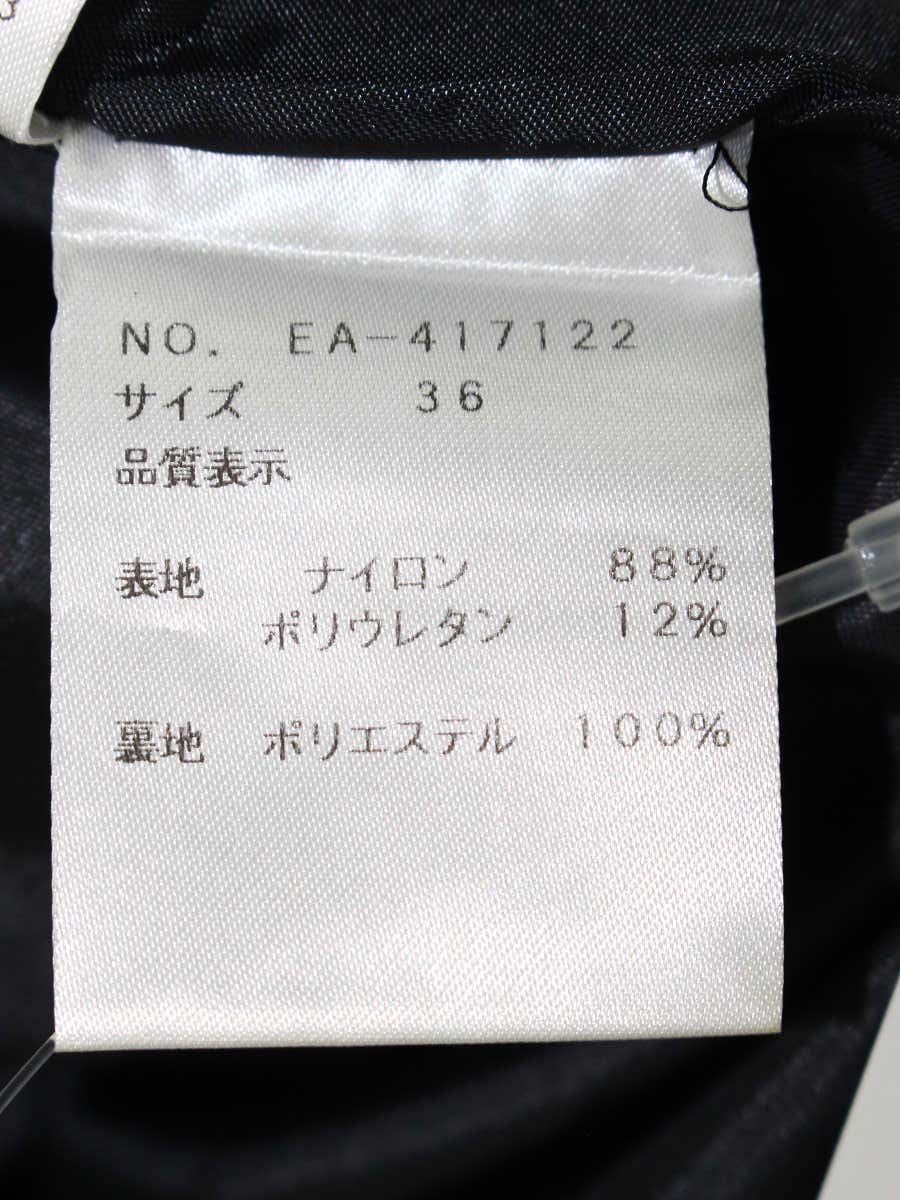 NO. EA-417122
サイズ 36
品質表示
表地 ナイロン 88%
ポリウレタン 12%
裏地 ポリエステル 100%